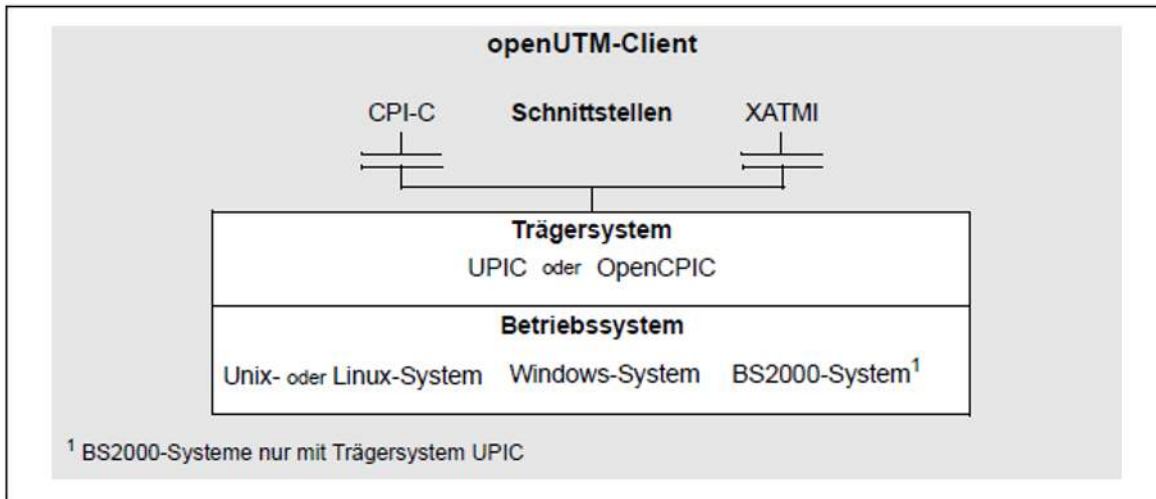 openUTM-Client
CPI-C Schnittstellen XATMI
Trägersystem
UPIC oder OpenCPIC
Betriebssystem
Unix- oder Linux-System Windows-System BS2000-System¹
¹ BS2000-Systeme nur mit Trägersystem UPIC